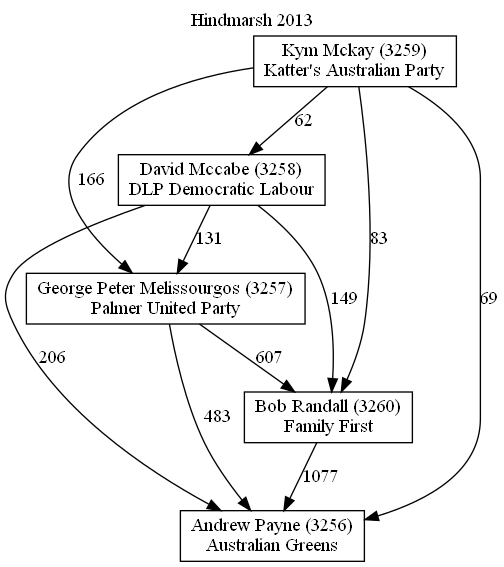 Hindmarsh 2013
Kym Mckay (3259)
Katter's Australian Party
62
David Mccabe (3258)
DLP Democratic Labour
166
131
83
George Peter Melissourgos (3257)
Palmer United Party
149
69
206
607
483
Bob Randall (3260)
Family First
1077
Andrew Payne (3256)
Australian Greens